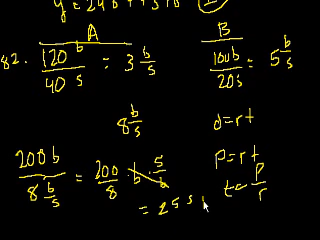 A B
82. 120 b / 40 s = 3 b/s 100 b / 20 s = 5 b/s
8 b/s d = rt
p = rt
200 b / 8 b/s = 200/8 b · s/b t = p/r
= 25 s